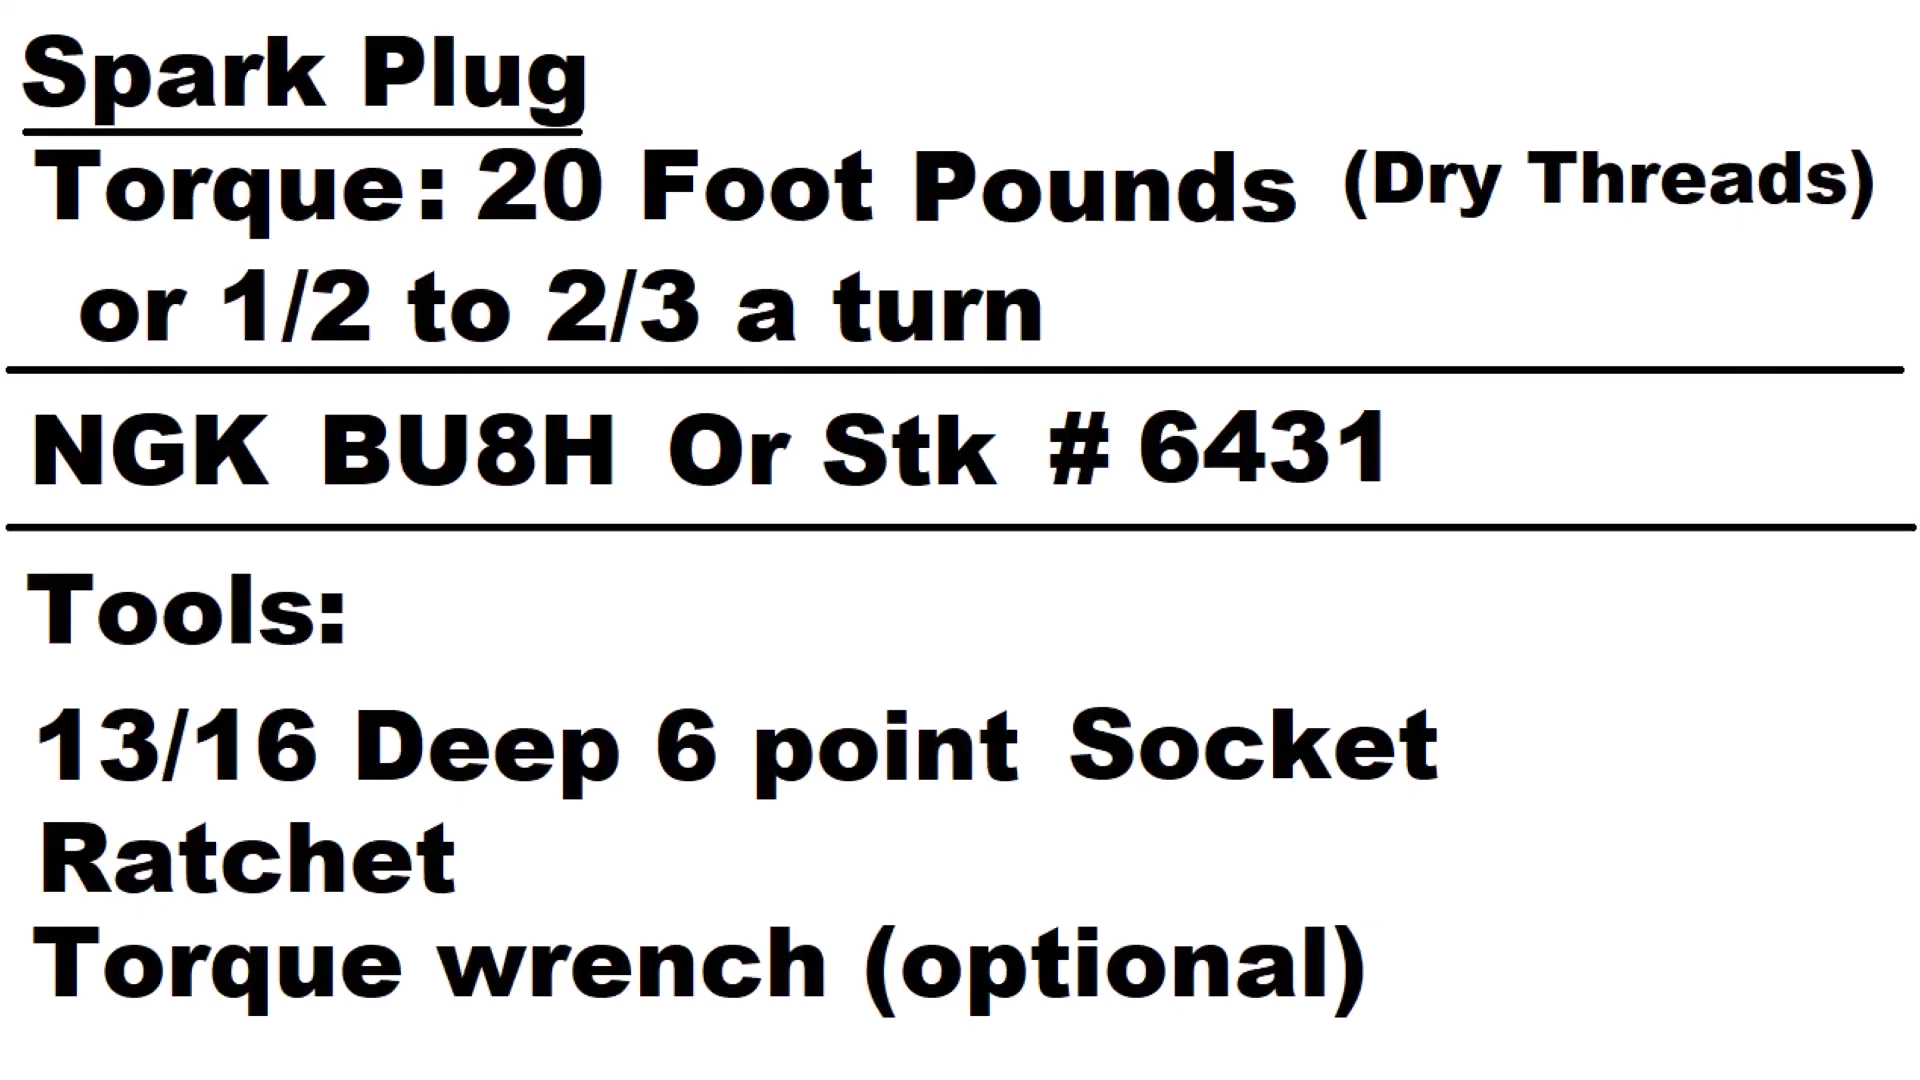 Spark Plug
Torque: 20 Foot Pounds (Dry Threads)
or 1/2 to 2/3 a turn
NGK BU8H Or Stk # 6431
Tools:
13/16 Deep 6 point Socket
Ratchet
Torque wrench (optional)